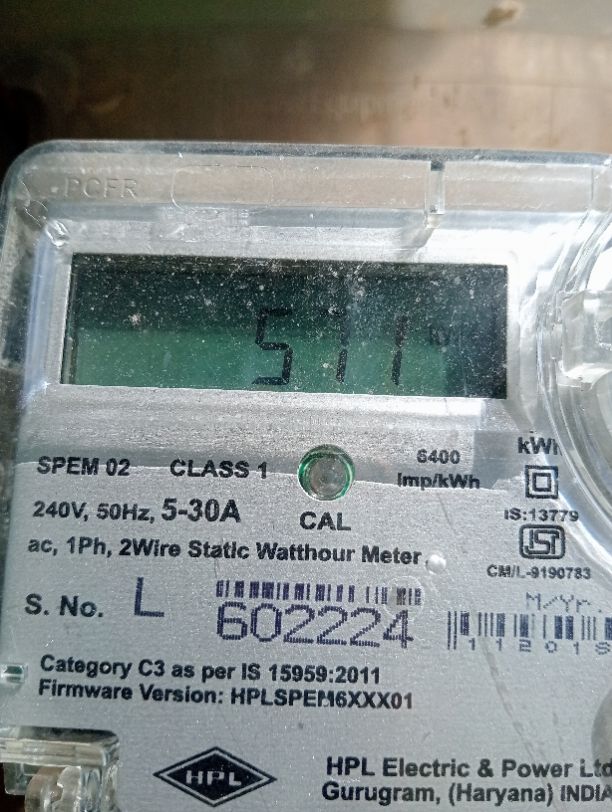 PCFR
571
SPEM 02 CLASS 1
6400
Imp/kWh
240V, 50Hz, 5-30A
CAL
IS:13779
CM/L-9190783
ac, 1Ph, 2Wire Static Watthour Meter
S. No. L 602224
M/Yr.
Category C3 as per IS 15959:2011
Firmware Version: HPLSPEM6XXX01
HPL
HPL Electric & Power Ltd
Gurugram, (Haryana) INDIA